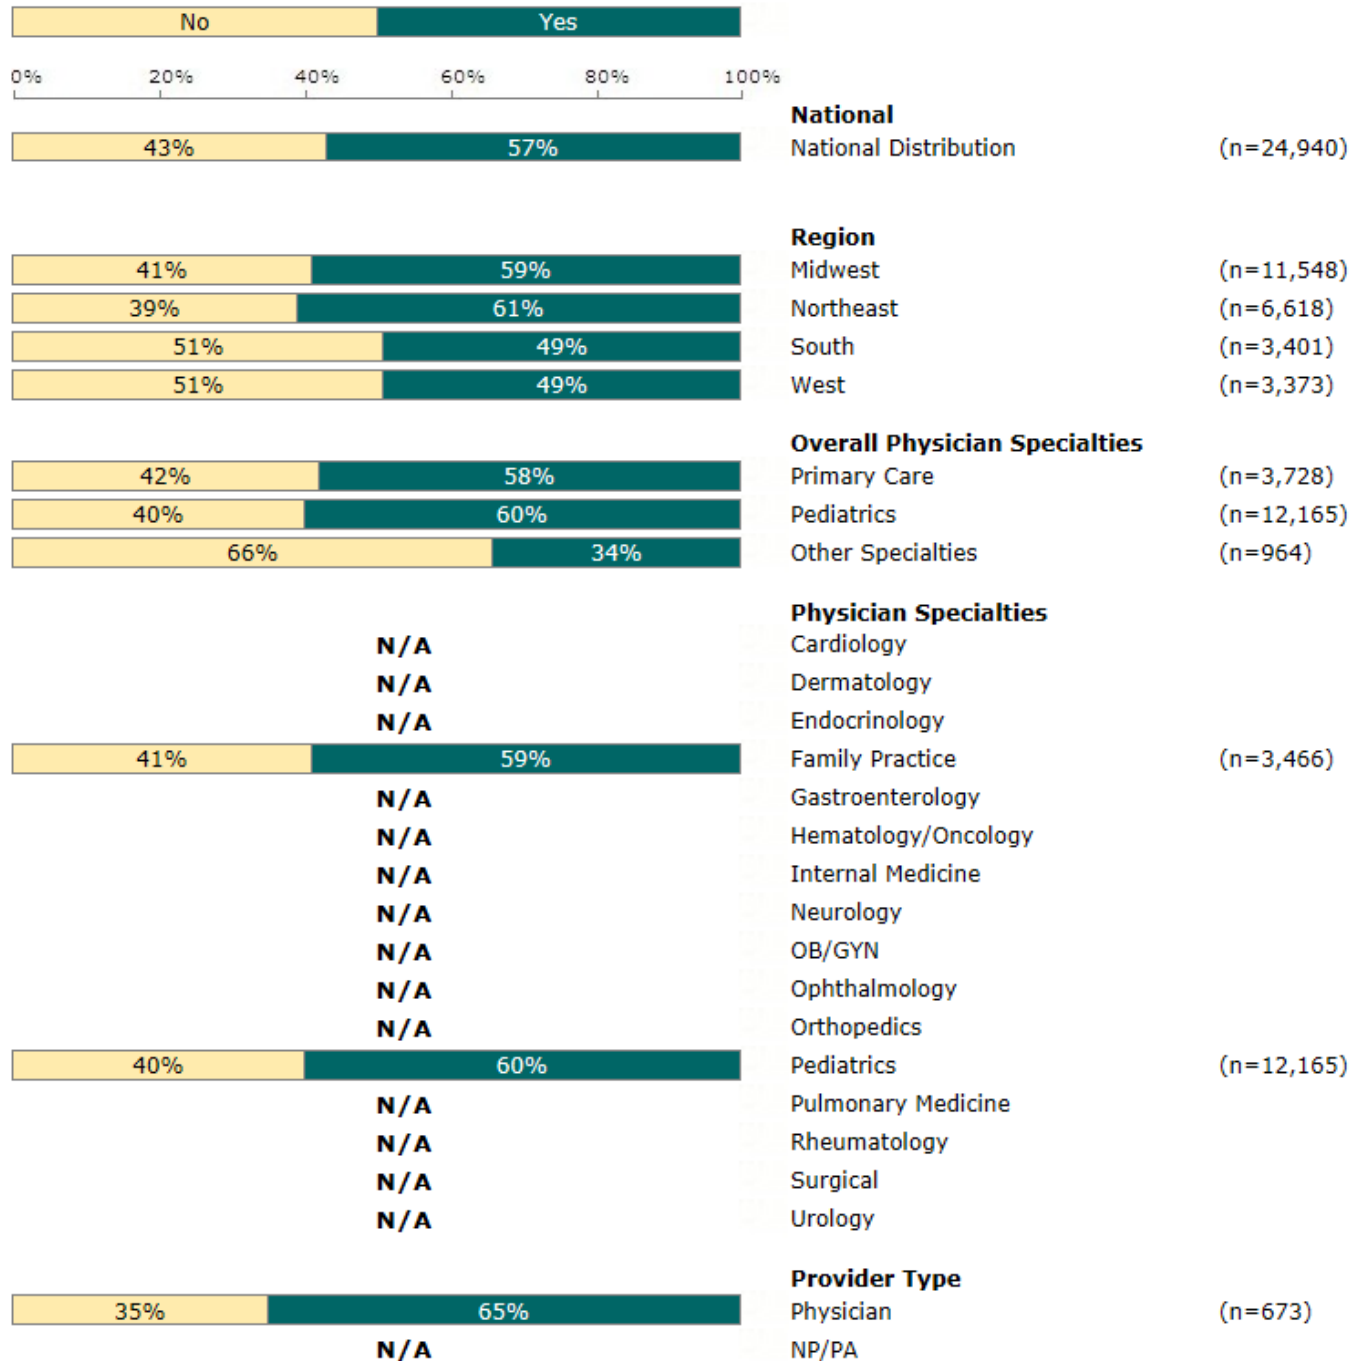 No Yes
0% 20% 40% 60% 80% 100%
National
43% 57% National Distribution (n=24,940)
Region
41% 59% Midwest (n=11,548)
39% 61% Northeast (n=6,618)
51% 49% South (n=3,401)
51% 49% West (n=3,373)
Overall Physician Specialties
42% 58% Primary Care (n=3,728)
40% 60% Pediatrics (n=12,165)
66% 34% Other Specialties (n=964)
Physician Specialties
N/A Cardiology
N/A Dermatology
N/A Endocrinology
41% 59% Family Practice (n=3,466)
N/A Gastroenterology
N/A Hematology/Oncology
N/A Internal Medicine
N/A Neurology
N/A OB/GYN
N/A Ophthalmology
N/A Orthopedics
40% 60% Pediatrics (n=12,165)
N/A Pulmonary Medicine
N/A Rheumatology
N/A Surgical
N/A Urology
Provider Type
35% 65% Physician (n=673)
N/A NP/PA